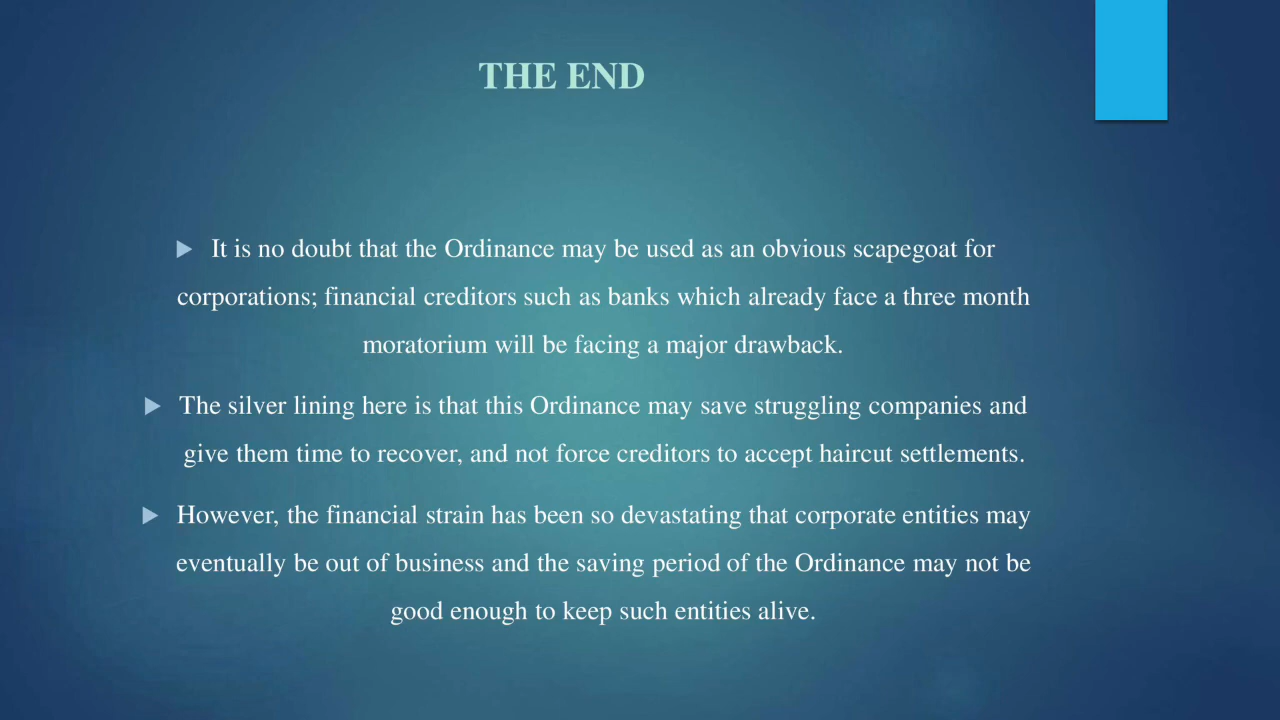 THE END
It is no doubt that the Ordinance may be used as an obvious scapegoat for
corporations; financial creditors such as banks which already face a three month
moratorium will be facing a major drawback.
The silver lining here is that this Ordinance may save struggling companies and
give them time to recover, and not force creditors to accept haircut settlements.
However, the financial strain has been so devastating that corporate entities may
eventually be out of business and the saving period of the Ordinance may not be
good enough to keep such entities alive.